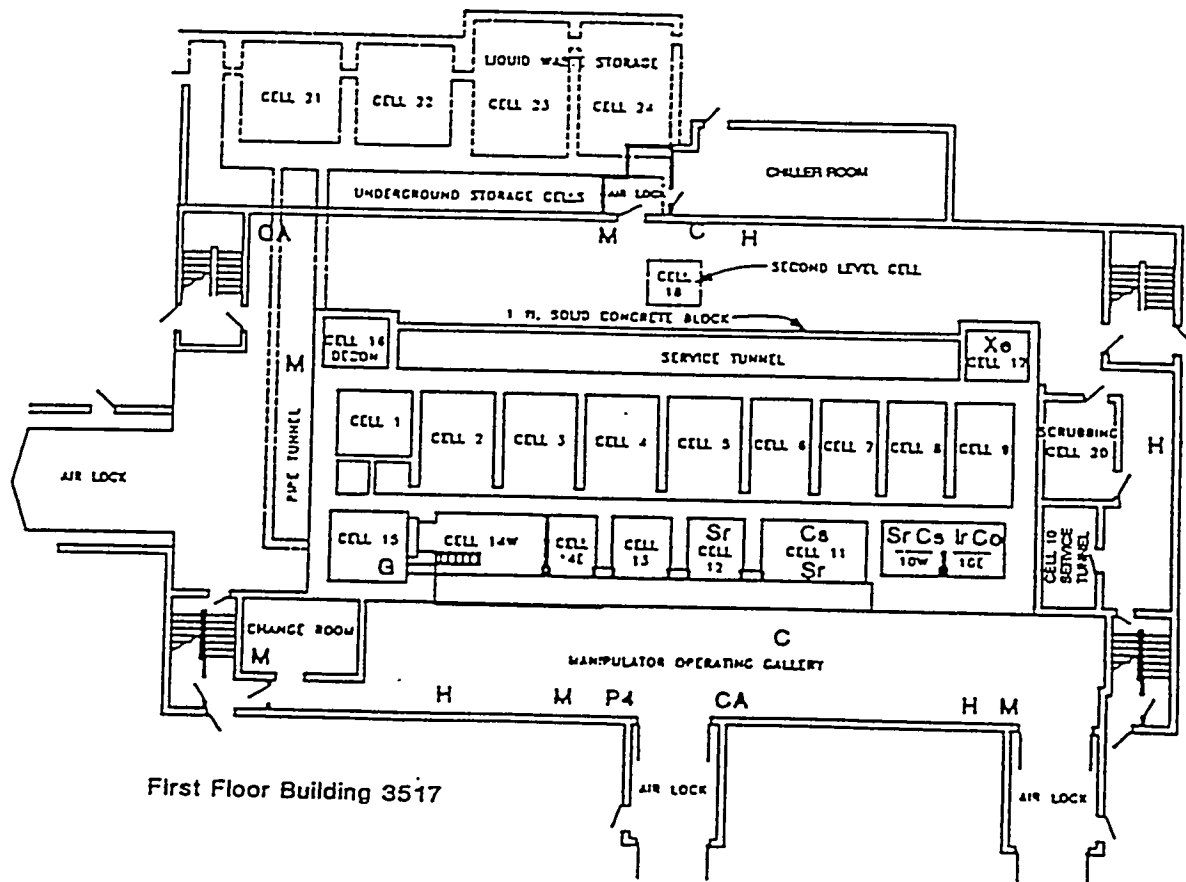 LIQUID WASTE STORAGE
CELL 21
CELL 22
CELL 23
CELL 24
CHILLER ROOM
UNDERGROUND STORAGE CELLS
AIR LOCK
CA
M
C
H
CELL
18
SECOND LEVEL CELL
SOLID CONCRETE BLOCK
CELL 16
DECON
SERVICE TUNNEL
Xe
CELL 17
M
PIPE TUNNEL
CELL 1
CELL 2
CELL 3
CELL 4
CELL 5
CELL 6
CELL 7
CELL 8
CELL 9
SCRUBBING
CELL 20
H
AIR LOCK
CELL 15
G
CELL 14W
CELL
14E
CELL
13
Sr
CELL
12
Cs
CELL 11
Sr
Sr Cs
10W
Ir Co
10E
CELL 10
SERVICE
TUNNEL
CHANGE ROOM
M
C
MANIPULATOR OPERATING GALLERY
H
M
P4
CA
H
M
First Floor Building 3517
AIR LOCK
AIR LOCK